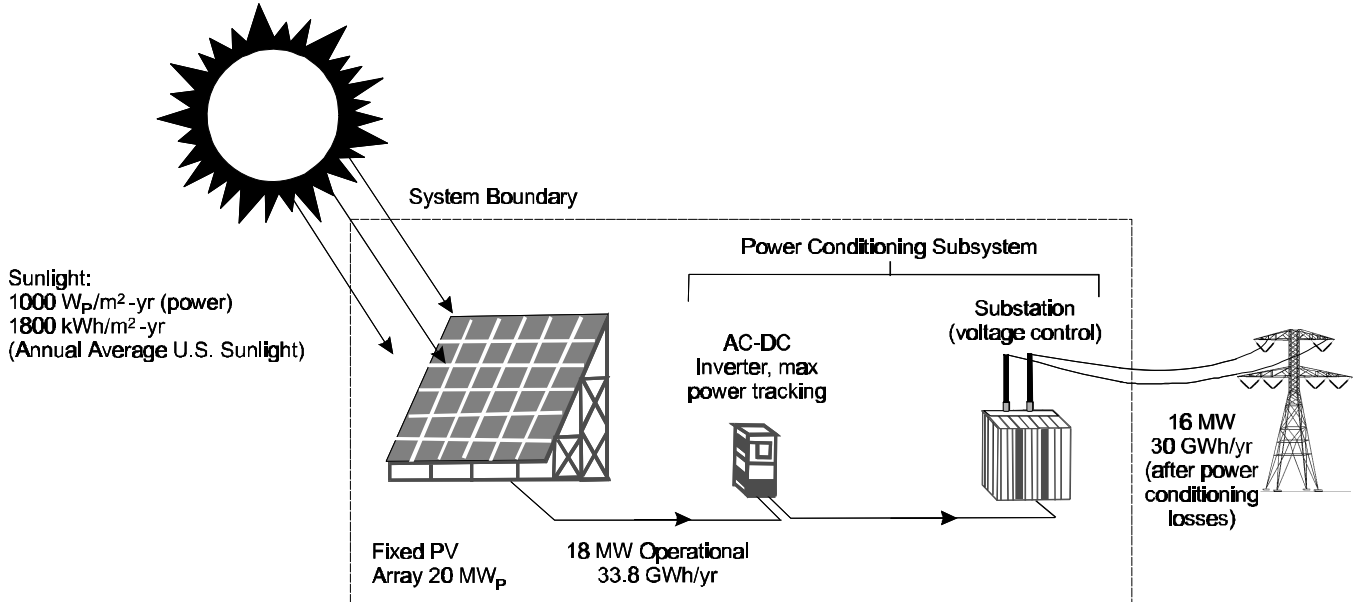 System Boundary
Power Conditioning Subsystem
Sunlight:
1000 Wₚ/m²-yr (power)
1800 kWh/m²-yr
(Annual Average U.S. Sunlight)
AC-DC
Inverter, max
power tracking
Substation
(voltage control)
16 MW
30 GWh/yr
(after power
conditioning
losses)
Fixed PV
Array 20 MWₚ
18 MW Operational
33.8 GWh/yr